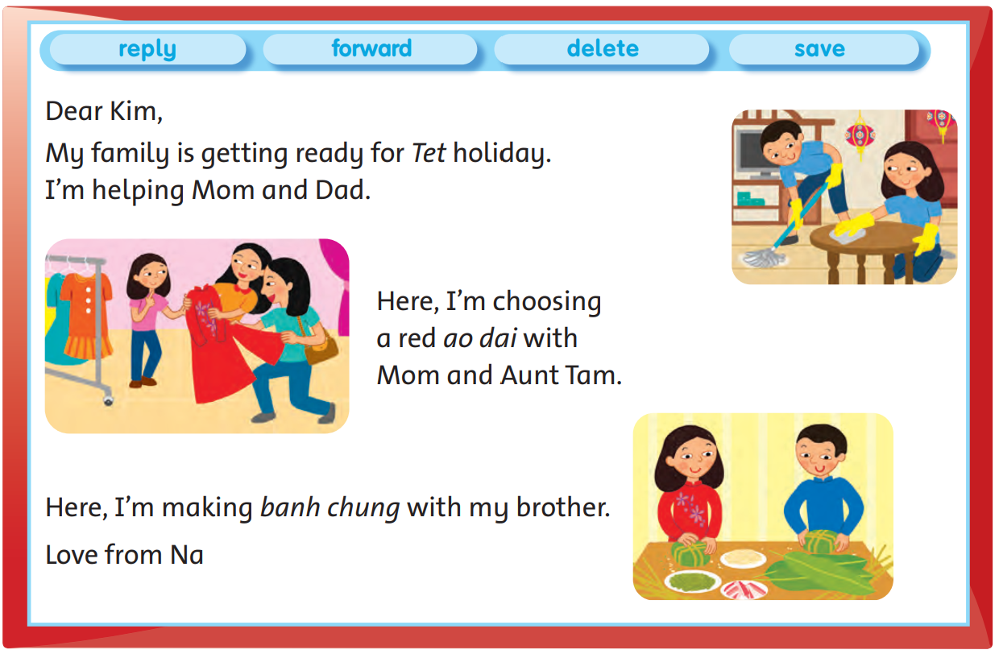 reply
forward
delete
save
Dear Kim,
My family is getting ready for Tet holiday.
I'm helping Mom and Dad.
Here, I'm choosing
a red ao dai with
Mom and Aunt Tam.
Here, I'm making banh chung with my brother.
Love from Na